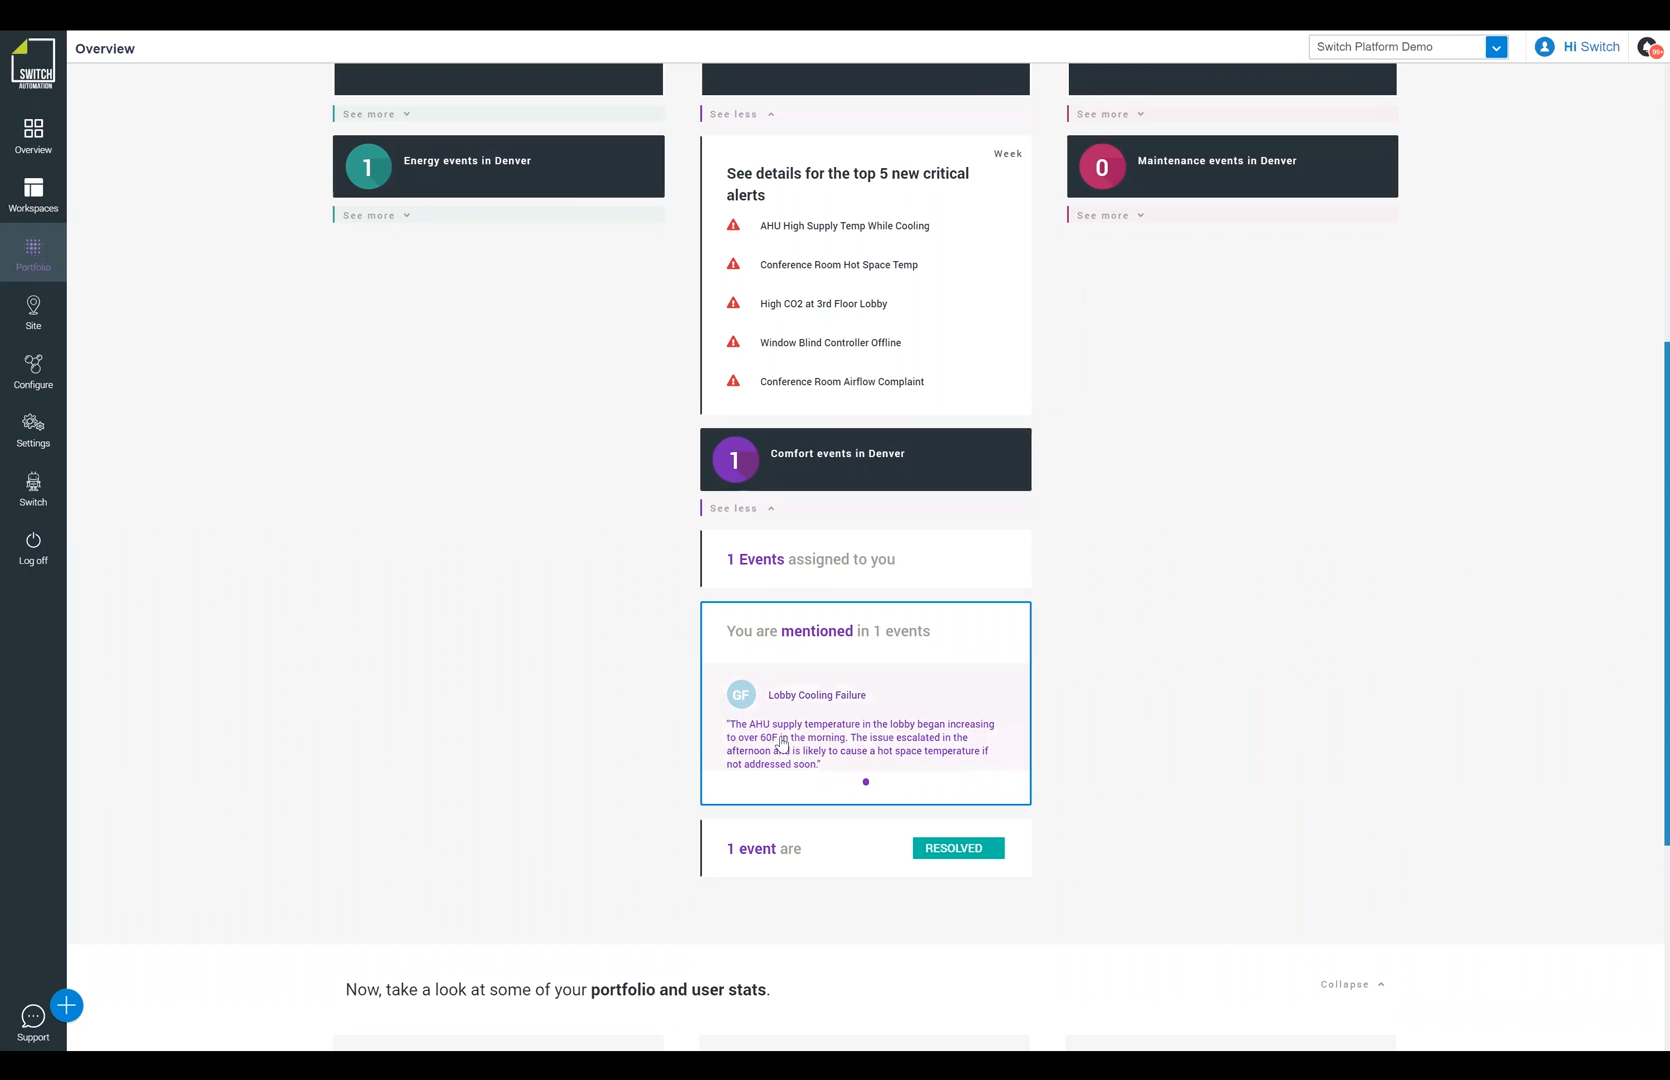 SWITCH
AUTOMATION
Overview
Switch Platform Demo
Hi Switch
99+
Overview
Workspaces
Portfolio
Site
Configure
Settings
Switch
Log off
Support
See more
1
Energy events in Denver
See more
See less
Week
See details for the top 5 new critical
alerts
AHU High Supply Temp While Cooling
Conference Room Hot Space Temp
High CO2 at 3rd Floor Lobby
Window Blind Controller Offline
Conference Room Airflow Complaint
1
Comfort events in Denver
See less
1 Events assigned to you
You are mentioned in 1 events
GF
Lobby Cooling Failure
"The AHU supply temperature in the lobby began increasing
to over 60F in the morning. The issue escalated in the
afternoon and is likely to cause a hot space temperature if
not addressed soon."
1 event are
RESOLVED
See more
0
Maintenance events in Denver
See more
Now, take a look at some of your portfolio and user stats.
Collapse